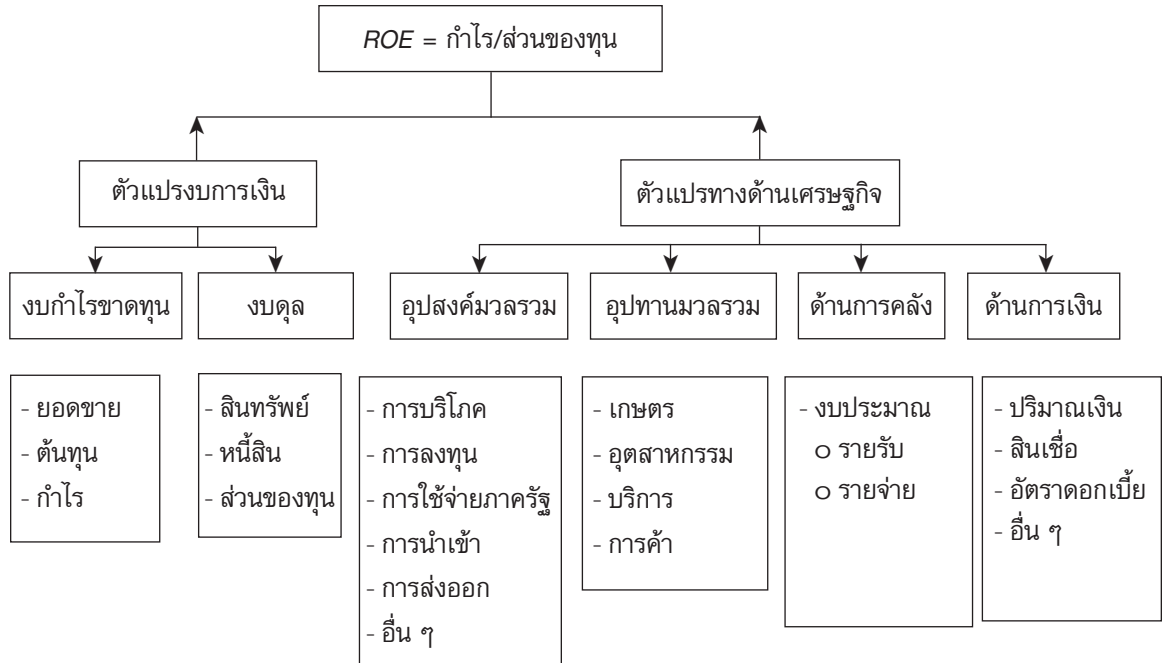 ROE = กำไร/ส่วนของทุน
ตัวแปรงบการเงิน
ตัวแปรทางด้านเศรษฐกิจ
งบกำไรขาดทุน
งบดุล
อุปสงค์มวลรวม
อุปทานมวลรวม
ด้านการคลัง
ด้านการเงิน
- ยอดขาย
- ต้นทุน
- กำไร
- สินทรัพย์
- หนี้สิน
- ส่วนของทุน
- การบริโภค
- การลงทุน
- การใช้จ่ายภาครัฐ
- การนำเข้า
- การส่งออก
- อื่น ๆ
- เกษตร
- อุตสาหกรรม
- บริการ
- การค้า
- งบประมาณ
o รายรับ
o รายจ่าย
- ปริมาณเงิน
- สินเชื่อ
- อัตราดอกเบี้ย
- อื่น ๆ